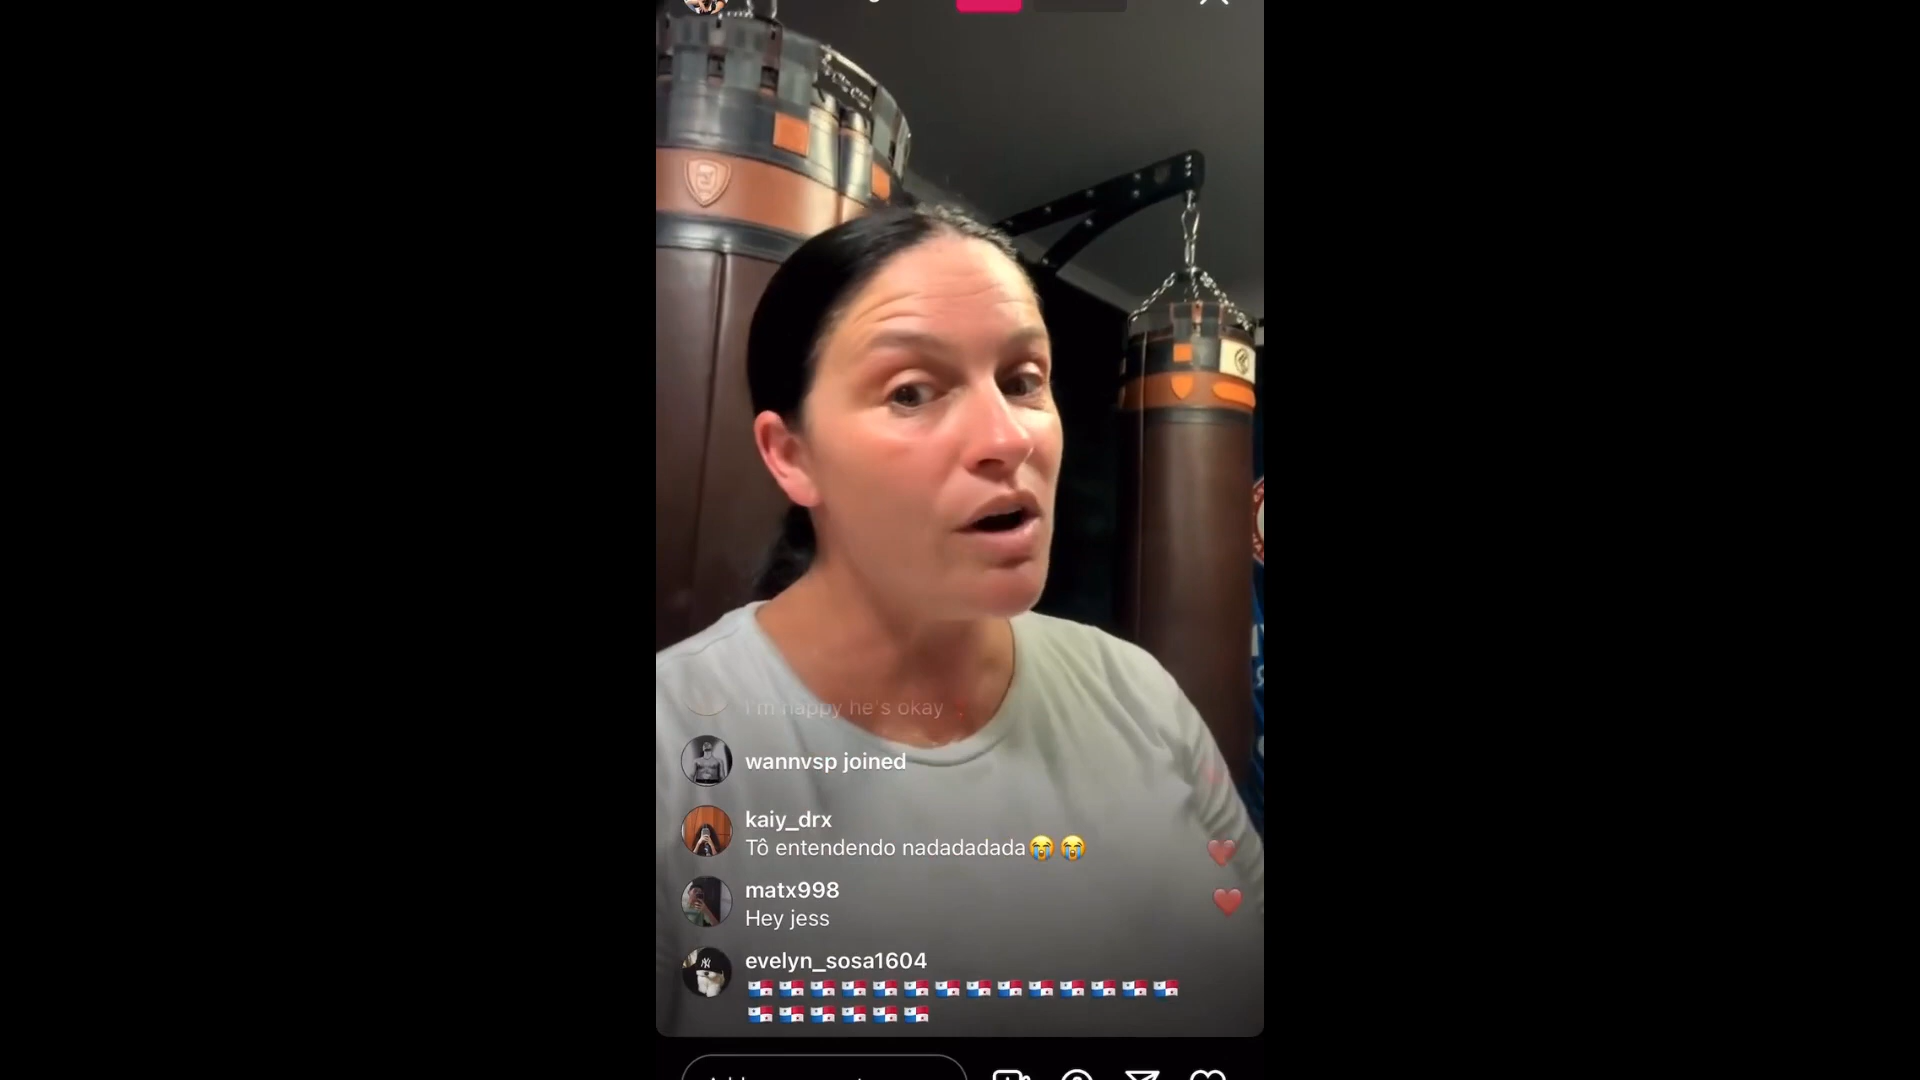 I'm happy he's okay
wannvsp joined
kaiy_drx
Tô entendendo nadadadada😭😭
matx998
Hey jess
evelyn_sosa1604
🇵🇦🇵🇦🇵🇦🇵🇦🇵🇦🇵🇦🇵🇦🇵🇦🇵🇦🇵🇦🇵🇦🇵🇦🇵🇦🇵🇦
🇵🇦🇵🇦🇵🇦🇵🇦🇵🇦🇵🇦